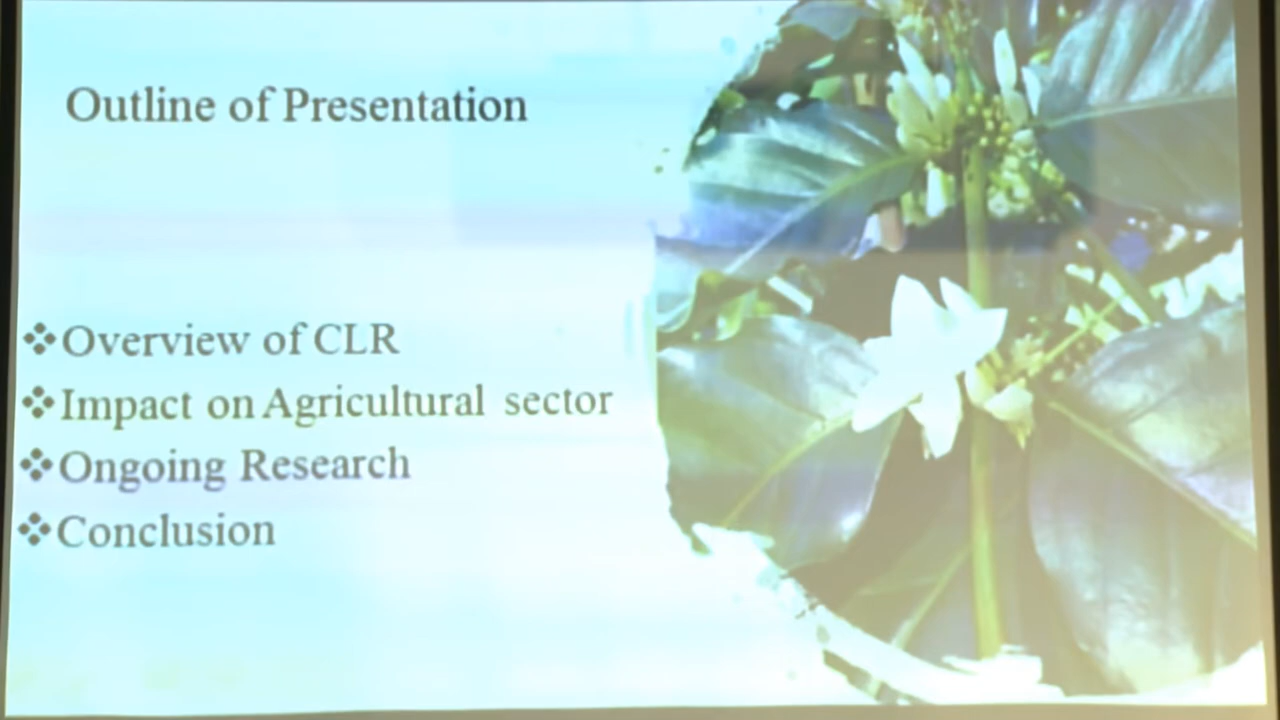 Outline of Presentation
❖Overview of CLR
❖Impact on Agricultural sector
❖Ongoing Research
❖Conclusion